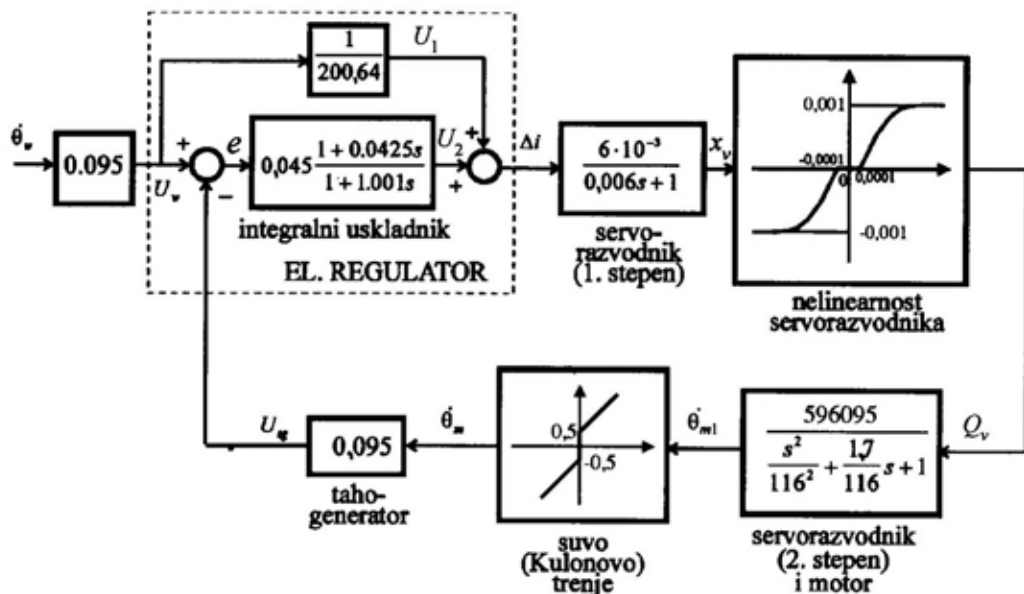 1
200,64
U₁
θ̇ᵥ
0.095
Uᵥ
+
−
e
0,045 (1 + 0.0425s) / (1 + 1.001s)
U₂
+
+
Δi
integralni uskladnik
EL. REGULATOR
6·10⁻³
0,006s + 1
servo-
razvodnik
(1. stepen)
xᵥ
0,001
-0,0001
0
0,0001
-0,001
nelinearnost
servorazvodnika
Qᵥ
596095
s²/116² + 1,7/116 s + 1
servorazvodnik
(2. stepen)
i motor
θ̇ₘ₁
0,5
-0,5
suvo
(Kulonovo)
trenje
θ̇ₘ
0,095
taho-
generator
U